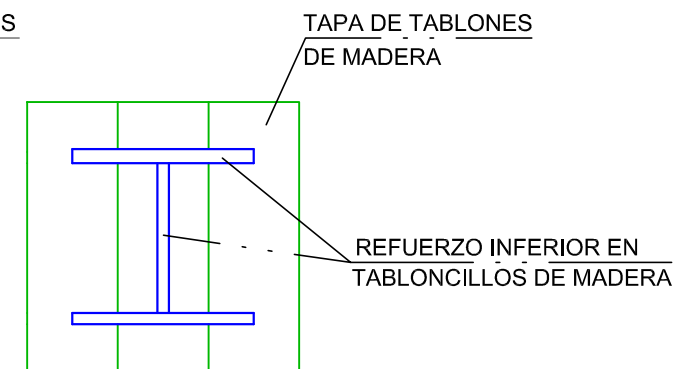 S
TAPA DE TABLONES
DE MADERA
REFUERZO INFERIOR EN
TABLONCILLOS DE MADERA